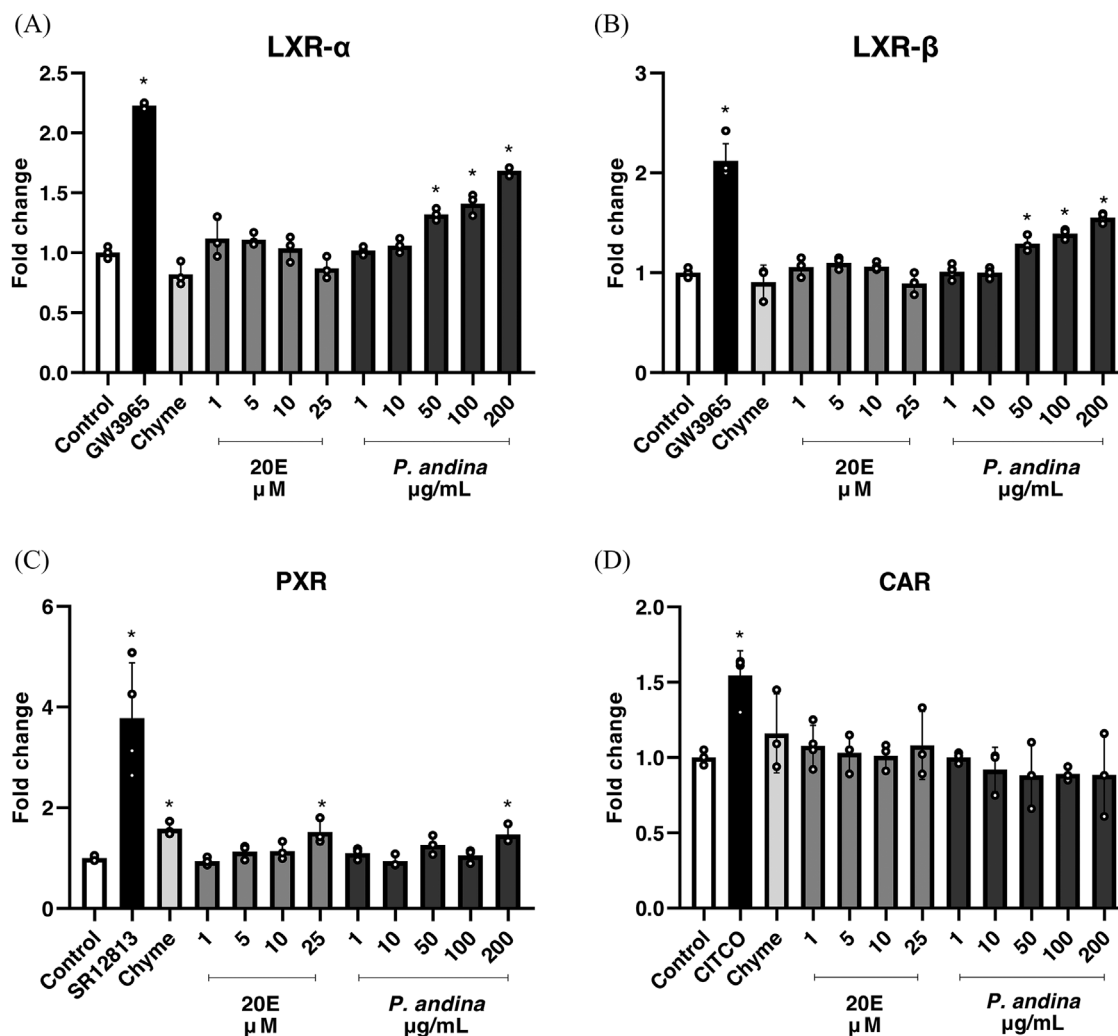 (A)
LXR-α
Fold change
2.5
2.0
1.5
1.0
0.5
0.0
*
*
*
*
Control
GW3965
Chyme
1
5
10
25
1
10
50
100
200
20E
µM
P. andina
µg/mL
(B)
LXR-β
Fold change
3
2
1
0
*
*
*
*
Control
GW3965
Chyme
1
5
10
25
1
10
50
100
200
20E
µM
P. andina
µg/mL
(C)
PXR
Fold change
6
4
2
0
*
*
*
*
Control
SR12813
Chyme
1
5
10
25
1
10
50
100
200
20E
µM
P. andina
µg/mL
(D)
CAR
Fold change
2.0
1.5
1.0
0.5
0.0
*
Control
CITCO
Chyme
1
5
10
25
1
10
50
100
200
20E
µM
P. andina
µg/mL